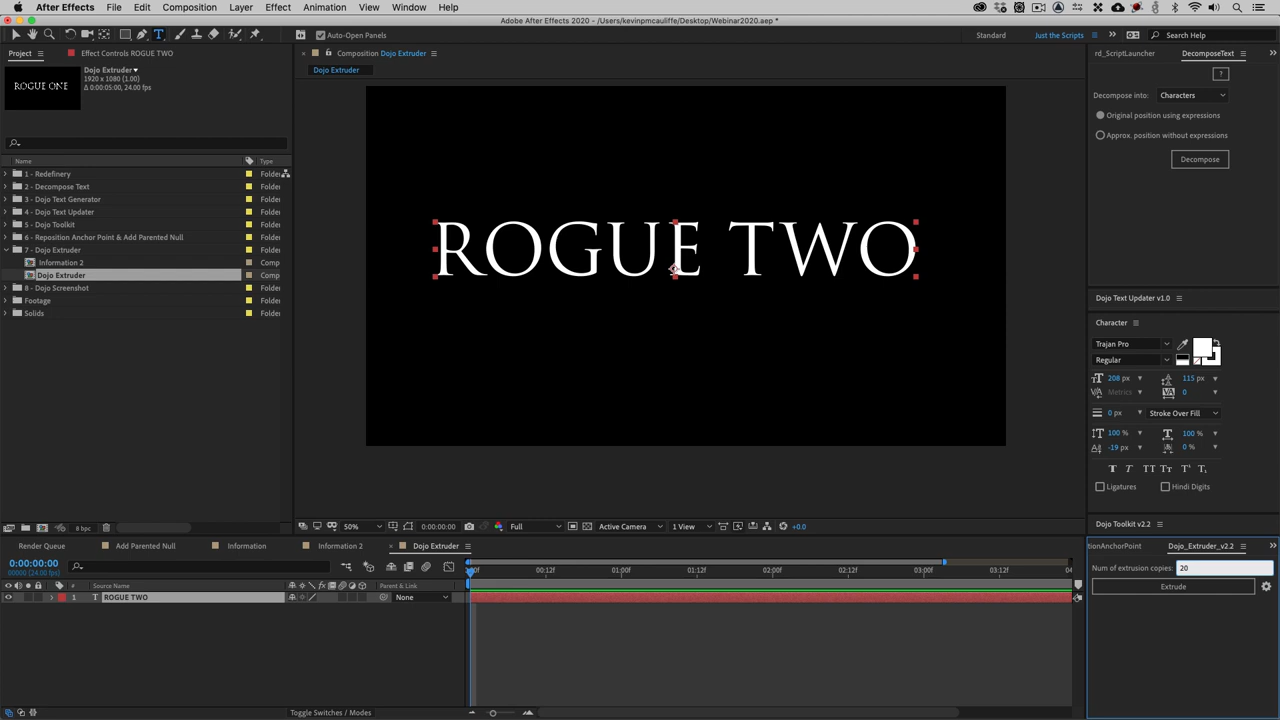 After Effects File Edit Composition Layer Effect Animation View Window Help
Adobe After Effects 2020 - /Users/kevinpmcauliffe/Desktop/Webinar2020.aep *
Auto-Open Panels
Standard Just the Scripts Search Help
Project Effect Controls ROGUE TWO
Composition Dojo Extruder
rd_ScriptLauncher DecomposeText
Dojo Extruder
1920 x 1080 (1.00)
Δ 0:00:05:00, 24.00 fps
ROGUE ONE
Dojo Extruder
?
Decompose into: Characters
Original position using expressions
Approx. position without expressions
Decompose
Name Type
1 - Redefinery Folder
2 - Decompose Text Folder
3 - Dojo Text Generator Folder
4 - Dojo Text Updater Folder
5 - Dojo Toolkit Folder
6 - Reposition Anchor Point & Add Parented Null Folder
7 - Dojo Extruder Folder
Information 2 Comp
Dojo Extruder Comp
8 - Dojo Screenshot Folder
Footage Folder
Solids Folder
ROGUE TWO
Dojo Text Updater v1.0
Character
Trajan Pro
Regular
208 px 115 px
Metrics 0
0 px Stroke Over Fill
100 % 100 %
-19 px 0 %
T T TT Tт T¹ T₁
Ligatures Hindi Digits
8 bpc
50% 0:00:00:00 Full Active Camera 1 View +0.0
Dojo Toolkit v2.2
Render Queue Add Parented Null Information Information 2 Dojo Extruder
tionAnchorPoint Dojo_Extruder_v2.2
0:00:00:00
00000 (24.00 fps)
:00f 00:12f 01:00f 01:12f 02:00f 02:12f 03:00f 03:12f 04
Num of extrusion copies: 20
Extrude
# Source Name Parent & Link
1 T ROGUE TWO None
Toggle Switches / Modes